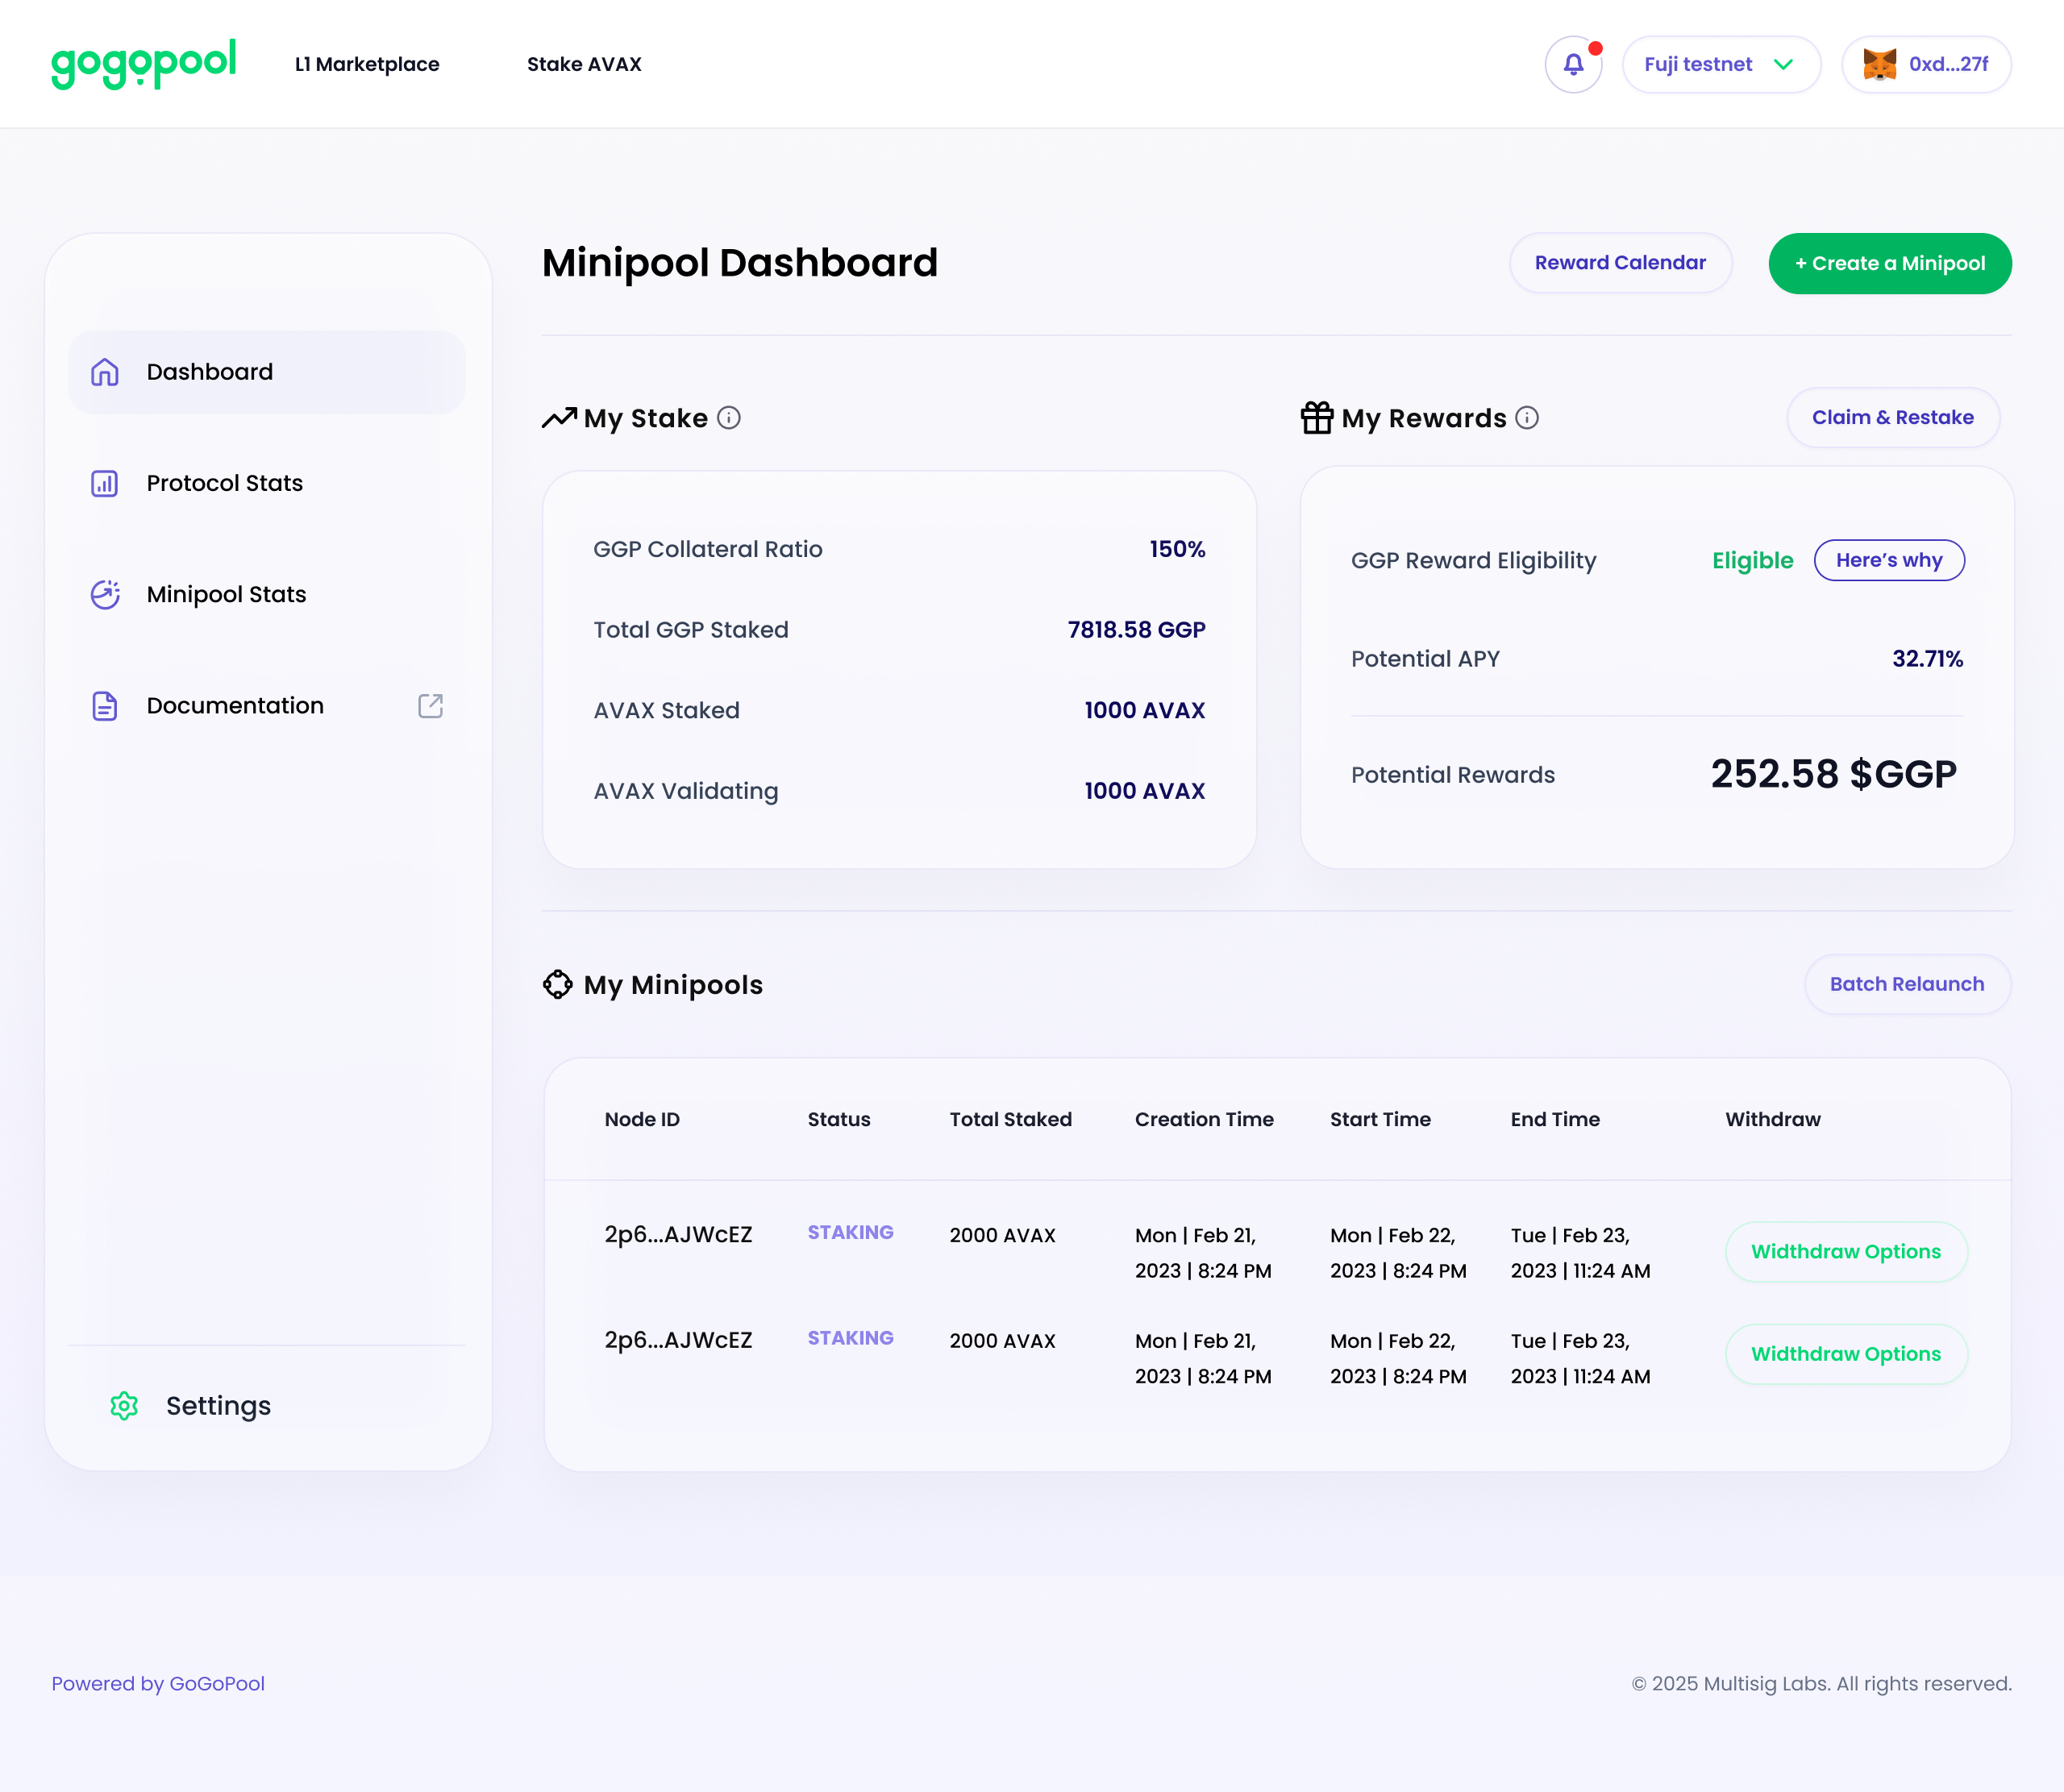 gogopool
L1 Marketplace
Stake AVAX
Fuji testnet
0xd...27f
Dashboard
Protocol Stats
Minipool Stats
Documentation
Settings
Minipool Dashboard
Reward Calendar
+ Create a Minipool
My Stake
GGP Collateral Ratio 150%
Total GGP Staked 7818.58 GGP
AVAX Staked 1000 AVAX
AVAX Validating 1000 AVAX
My Rewards
Claim & Restake
GGP Reward Eligibility Eligible Here’s why
Potential APY 32.71%
Potential Rewards 252.58 $GGP
My Minipools
Batch Relaunch
Node ID Status Total Staked Creation Time Start Time End Time Withdraw
2p6...AJWcEZ STAKING 2000 AVAX Mon | Feb 21, Mon | Feb 22, Tue | Feb 23, Widthdraw Options
2023 | 8:24 PM 2023 | 8:24 PM 2023 | 11:24 AM
2p6...AJWcEZ STAKING 2000 AVAX Mon | Feb 21, Mon | Feb 22, Tue | Feb 23, Widthdraw Options
2023 | 8:24 PM 2023 | 8:24 PM 2023 | 11:24 AM
Powered by GoGoPool
© 2025 Multisig Labs. All rights reserved.